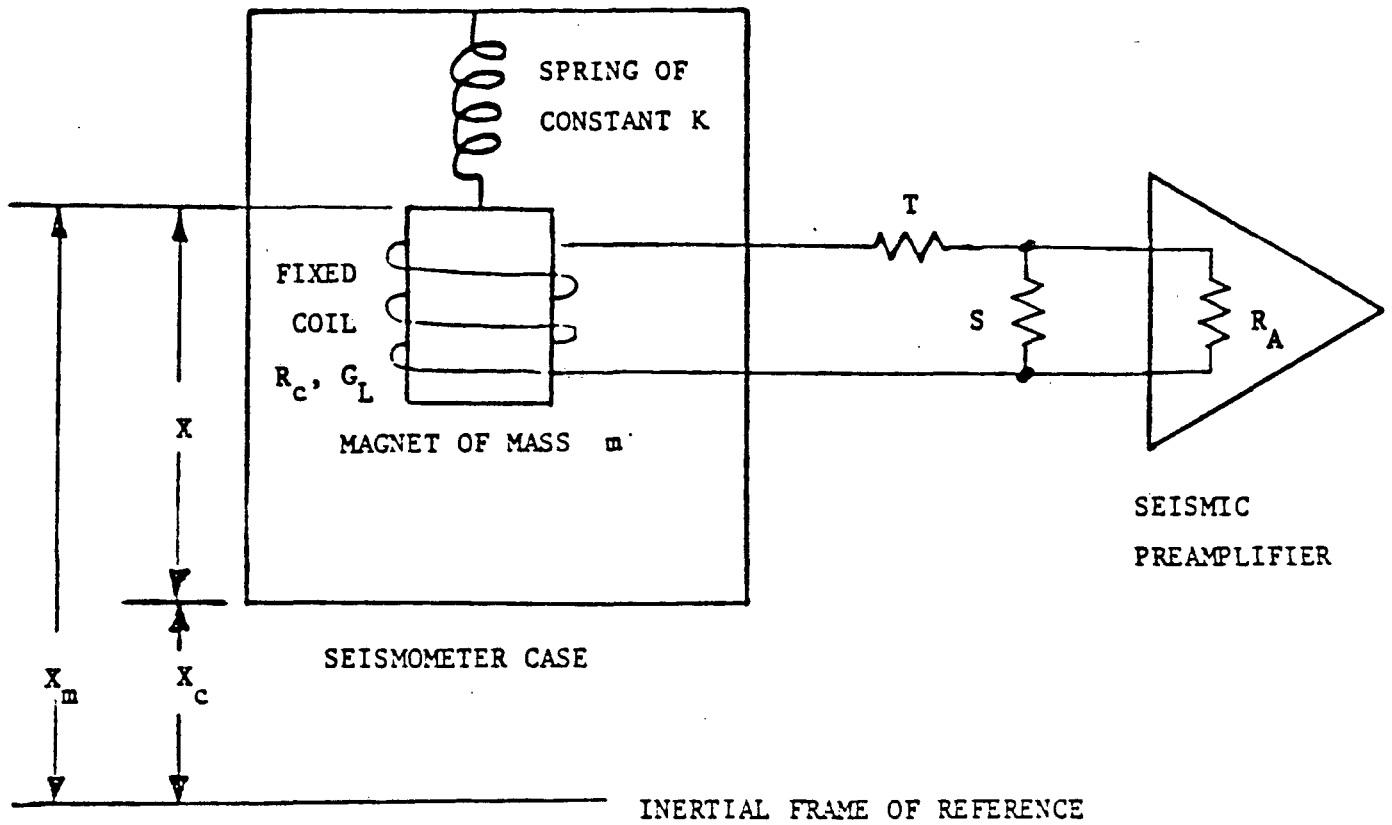 SPRING OF
CONSTANT K
T
FIXED
COIL
R_c, G_L
S
R_A
X
MAGNET OF MASS m
SEISMIC
PREAMPLIFIER
SEISMOMETER CASE
X_m
X_c
INERTIAL FRAME OF REFERENCE